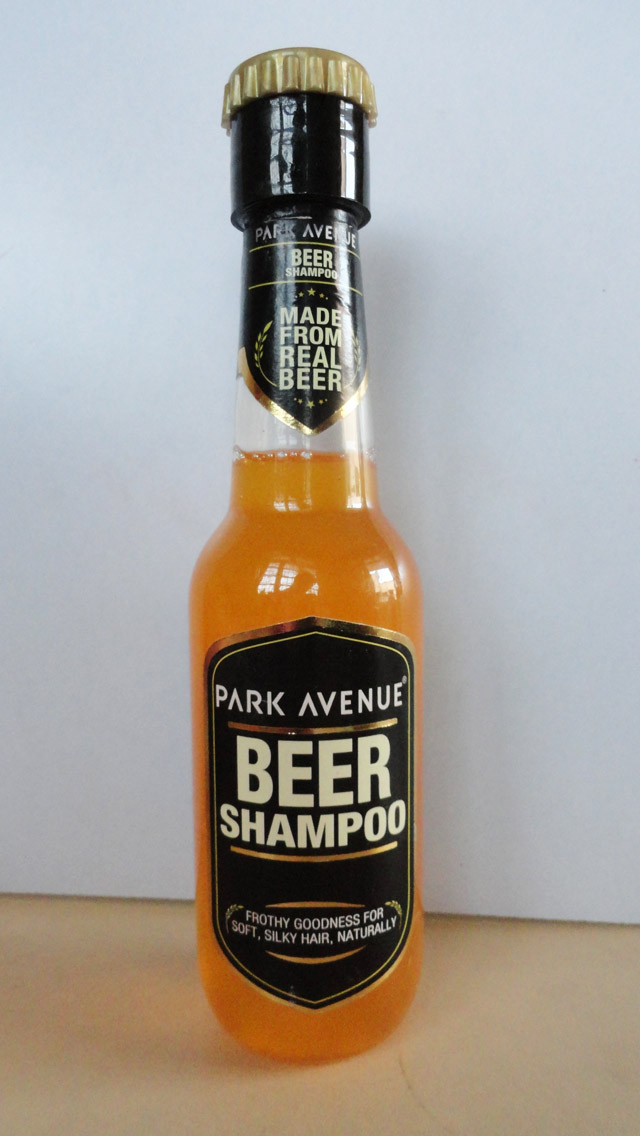 PARK AVENUE
BEER
SHAMPOO
MADE
FROM
REAL
BEER
PARK AVENUE®
BEER
SHAMPOO
FROTHY GOODNESS FOR
SOFT, SILKY HAIR, NATURALLY